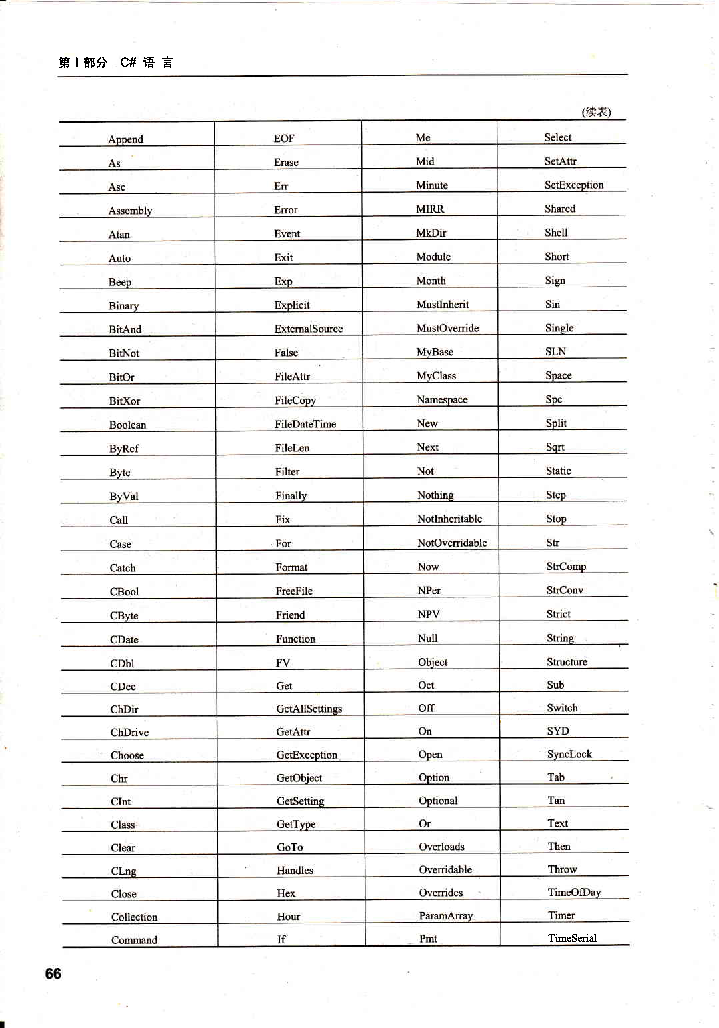 第Ⅰ部分 C# 语 言
(续表)
Append EOF Me Select
As Erase Mid SetAttr
Asc Err Minute SetException
Assembly Error MIRR Shared
Atan Event MkDir Shell
Auto Exit Module Short
Beep Exp Month Sign
Binary Explicit MustInherit Sin
BitAnd ExternalSource MustOverride Single
BitNot False MyBase SLN
BitOr FileAttr MyClass Space
BitXor FileCopy Namespace Spc
Boolean FileDateTime New Split
ByRef FileLen Next Sqrt
Byte Filter Not Static
ByVal Finally Nothing Step
Call Fix NotInheritable Stop
Case For NotOverridable Str
Catch Format Now StrComp
CBool FreeFile NPer StrConv
CByte Friend NPV Strict
CDate Function Null String
CDbl FV Object Structure
CDec Get Oct Sub
ChDir GetAllSettings Off Switch
ChDrive GetAttr On SYD
Choose GetException Open SyncLock
Chr GetObject Option Tab
CInt GetSetting Optional Tan
Class GetType Or Text
Clear GoTo Overloads Then
CLng Handles Overridable Throw
Close Hex Overrides TimeOfDay
Collection Hour ParamArray Timer
Command If Pmt TimeSerial
66